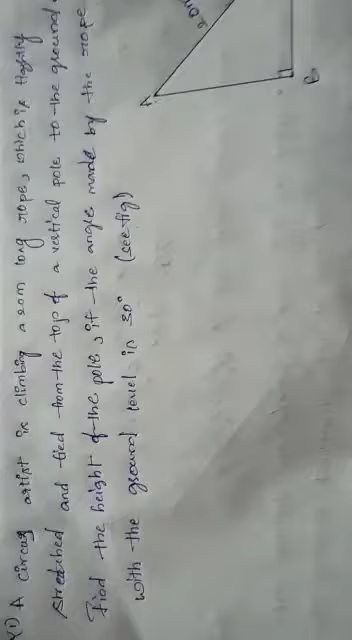 (1) A circus artist is climbing a 20m long rope, which is tightly
stretched and tied from the top of a vertical pole to the ground.
Find the height of the pole, if the angle made by the rope
with the ground level is 30° (see fig)
A
20m
B